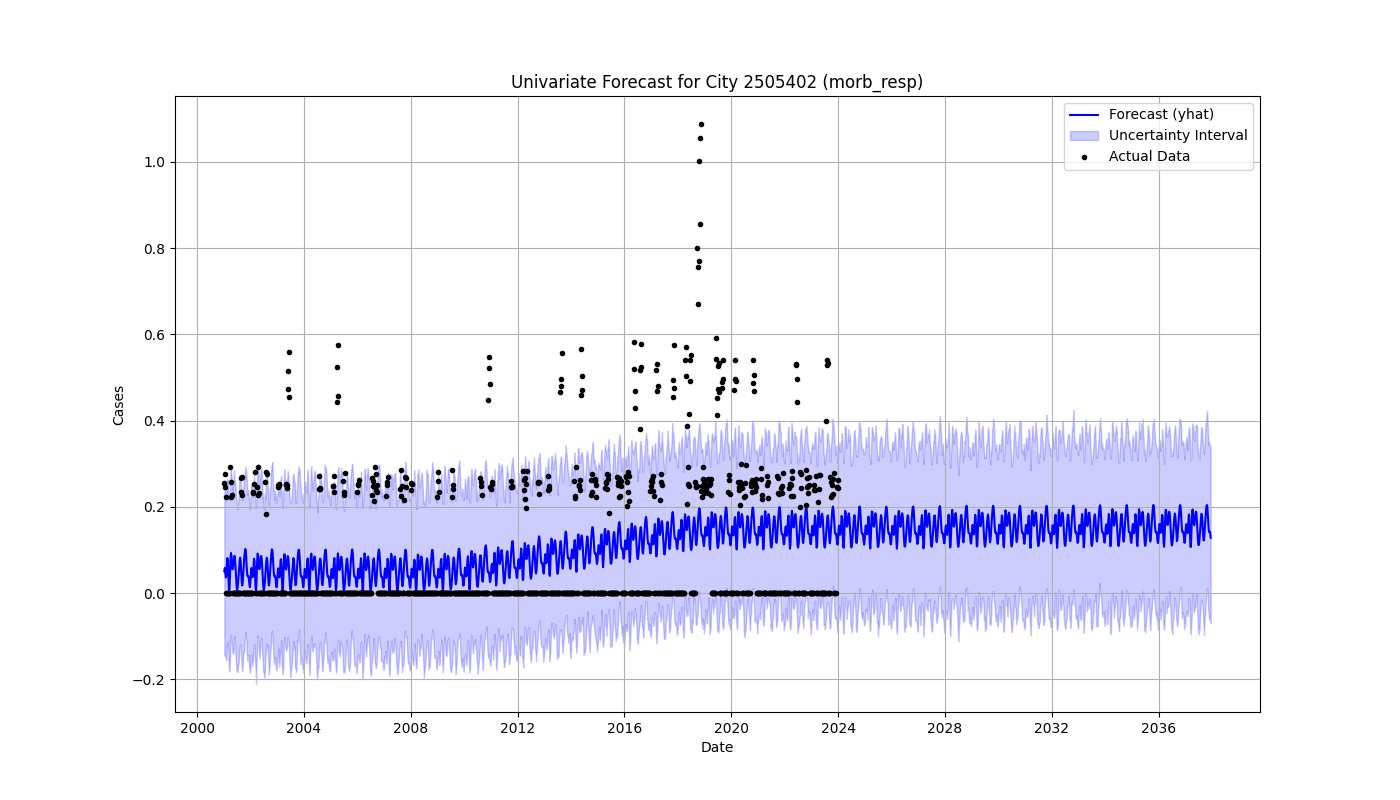 Univariate Forecast for City 2505402 (morb_resp)
Forecast (yhat)
Uncertainty Interval
Actual Data
Cases
1.0
0.8
0.6
0.4
0.2
0.0
−0.2
2000 2004 2008 2012 2016 2020 2024 2028 2032 2036
Date